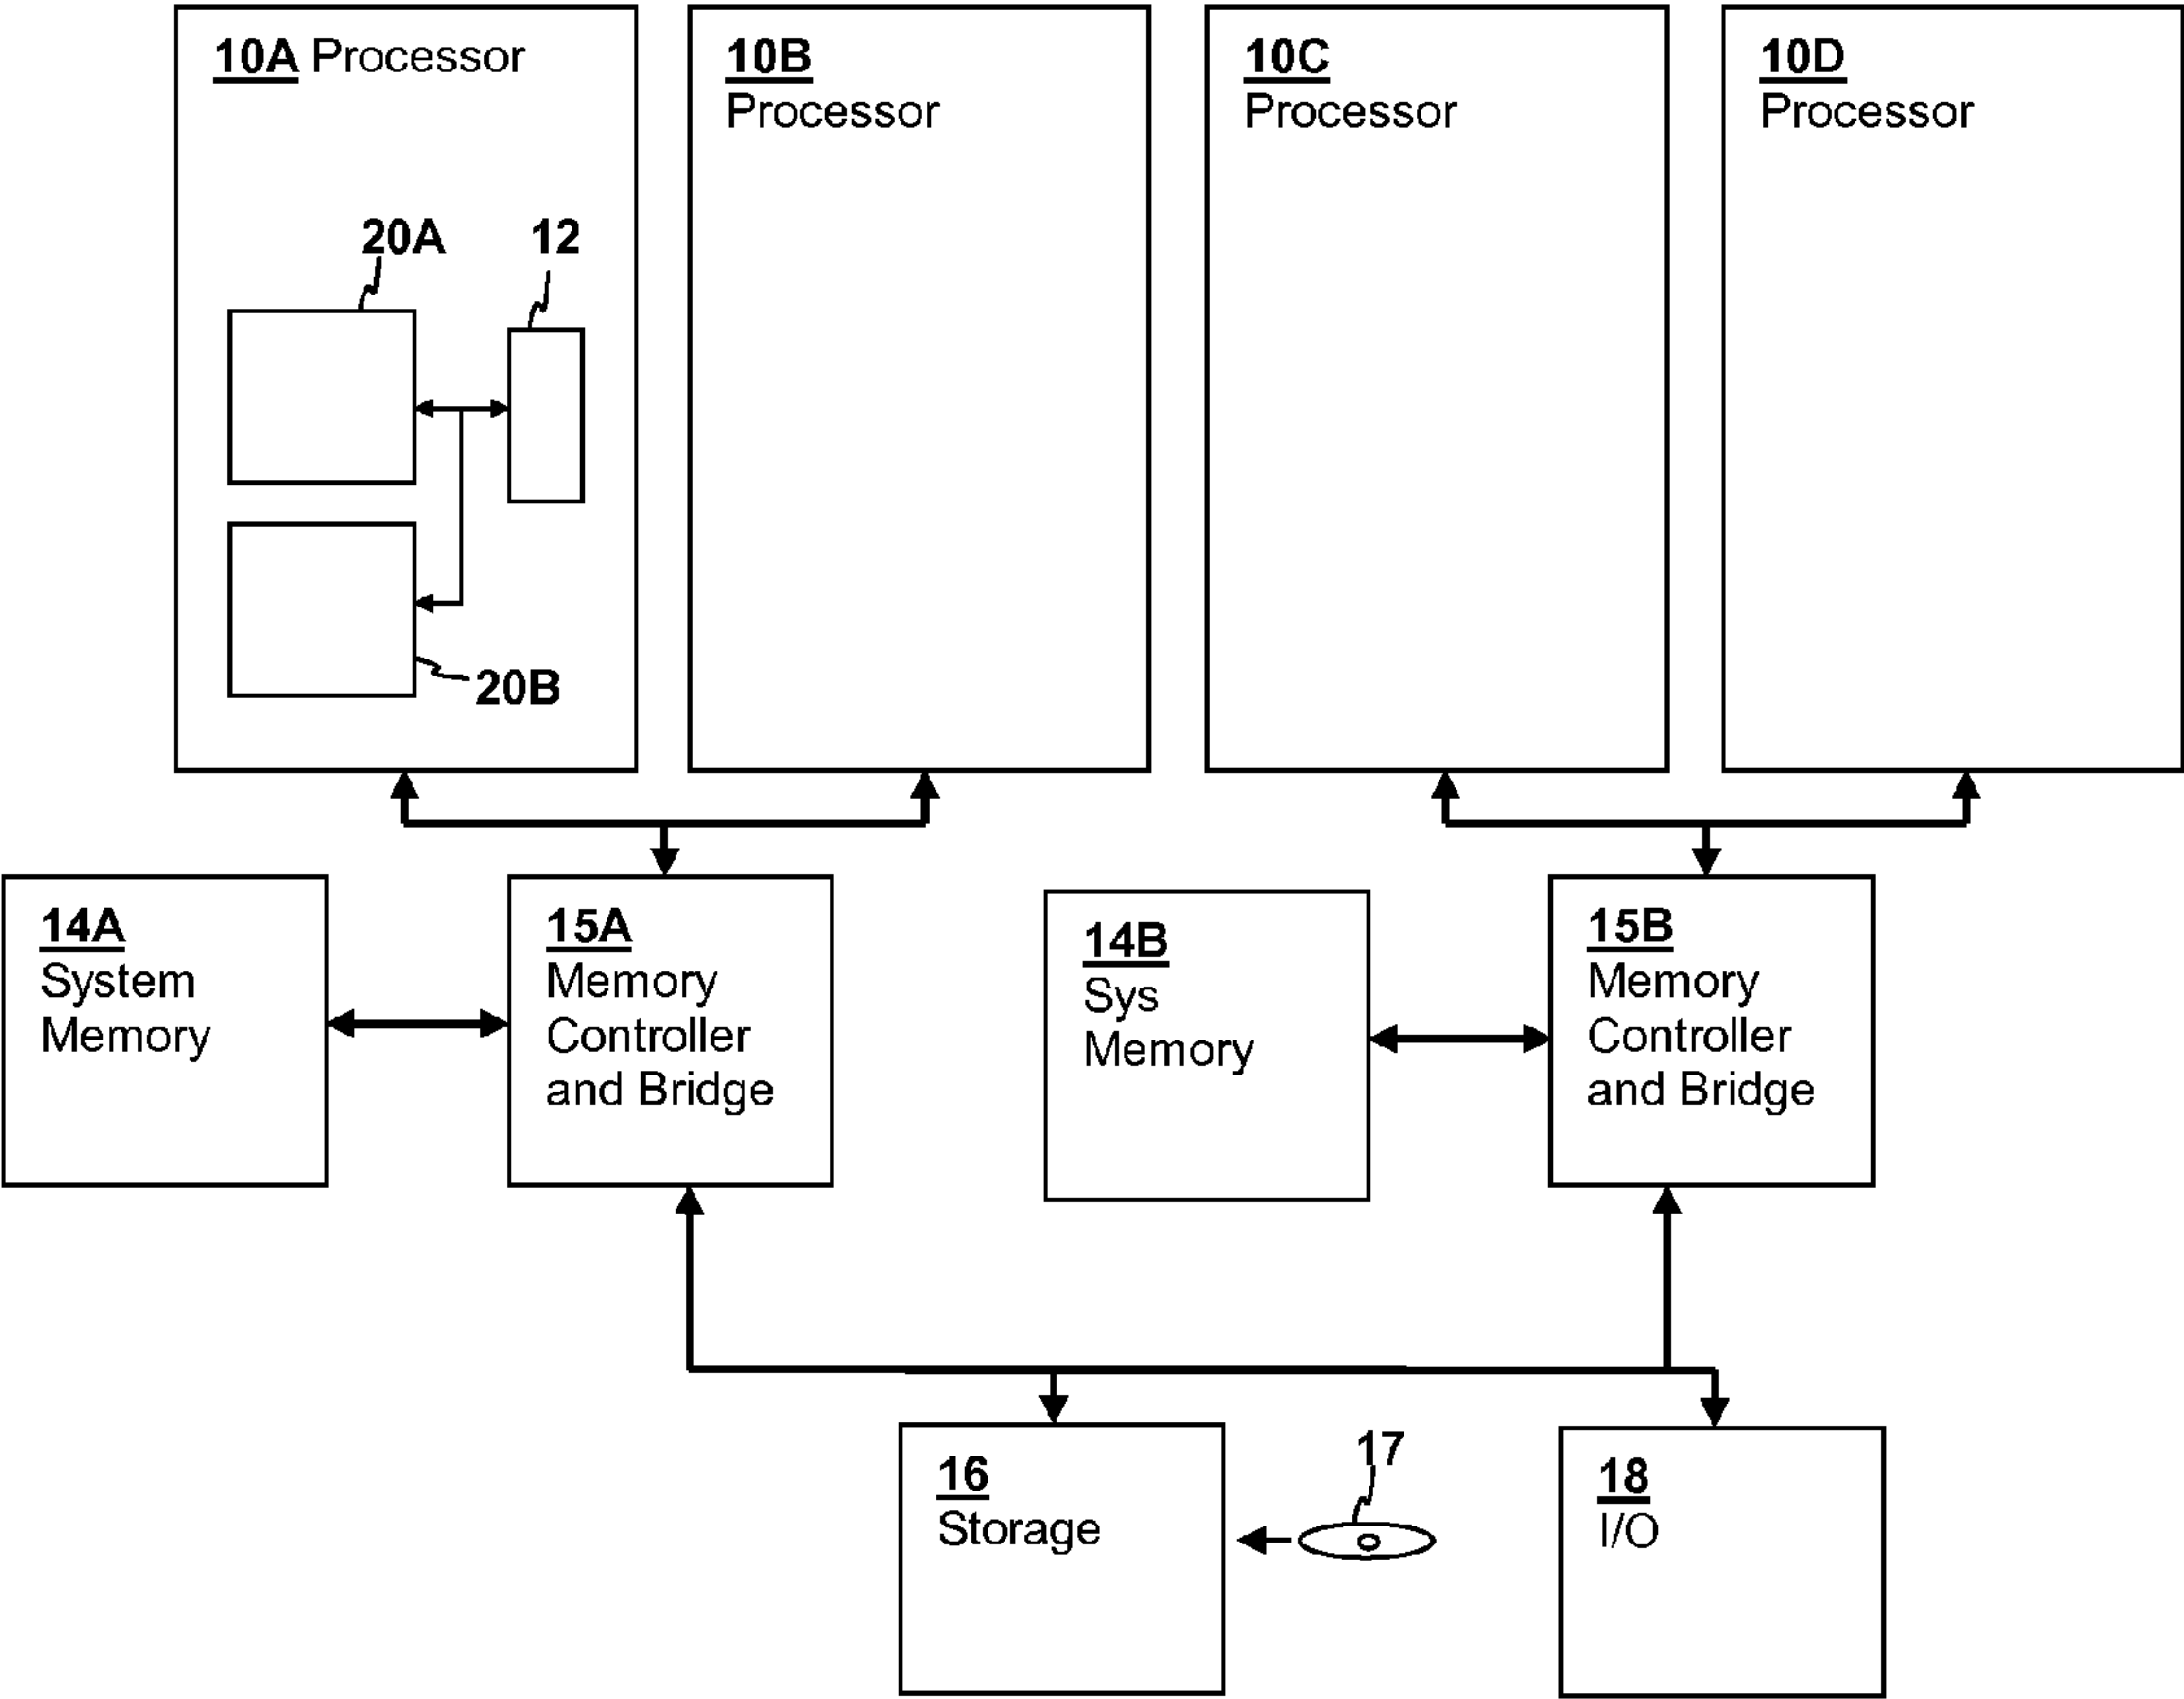 10A Processor
10B
Processor
10C
Processor
10D
Processor
20A
12
20B
14A
System
Memory
15A
Memory
Controller
and Bridge
14B
Sys
Memory
15B
Memory
Controller
and Bridge
16
Storage
17
18
I/O